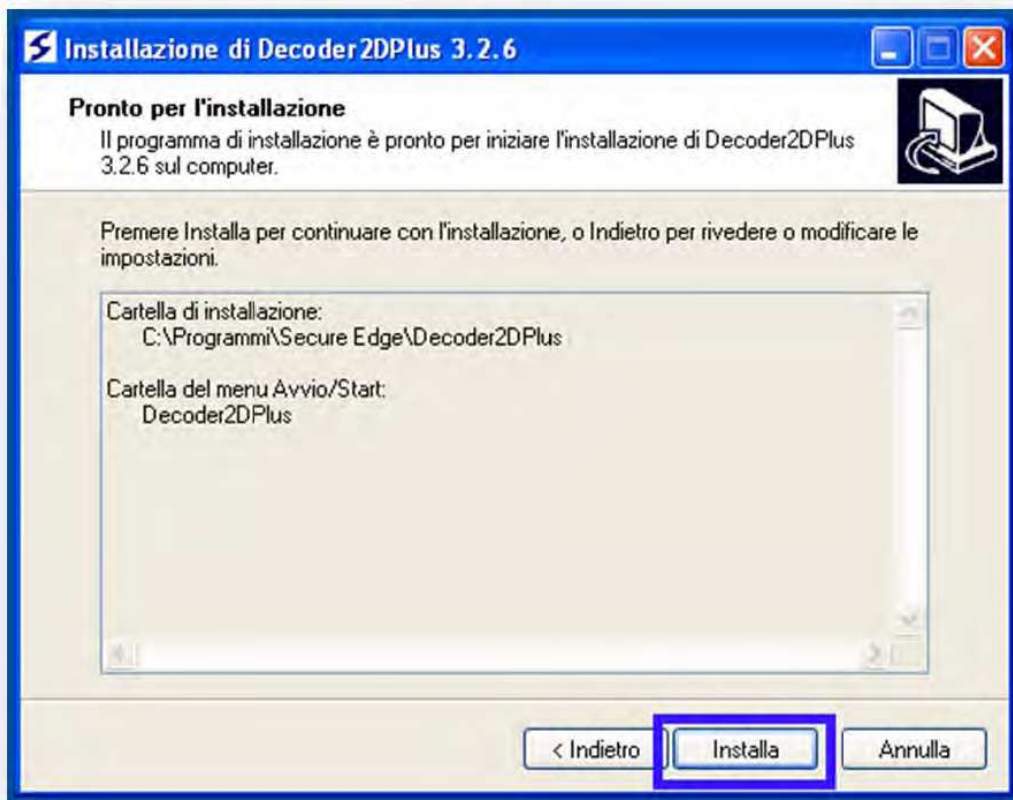 Installazione di Decoder2DPlus 3.2.6
Pronto per l'installazione
Il programma di installazione è pronto per iniziare l'installazione di Decoder2DPlus
3.2.6 sul computer.
Premere Installa per continuare con l'installazione, o Indietro per rivedere o modificare le
impostazioni.
Cartella di installazione:
C:\Programmi\Secure Edge\Decoder2DPlus
Cartella del menu Avvio/Start:
Decoder2DPlus
< Indietro
Installa
Annulla